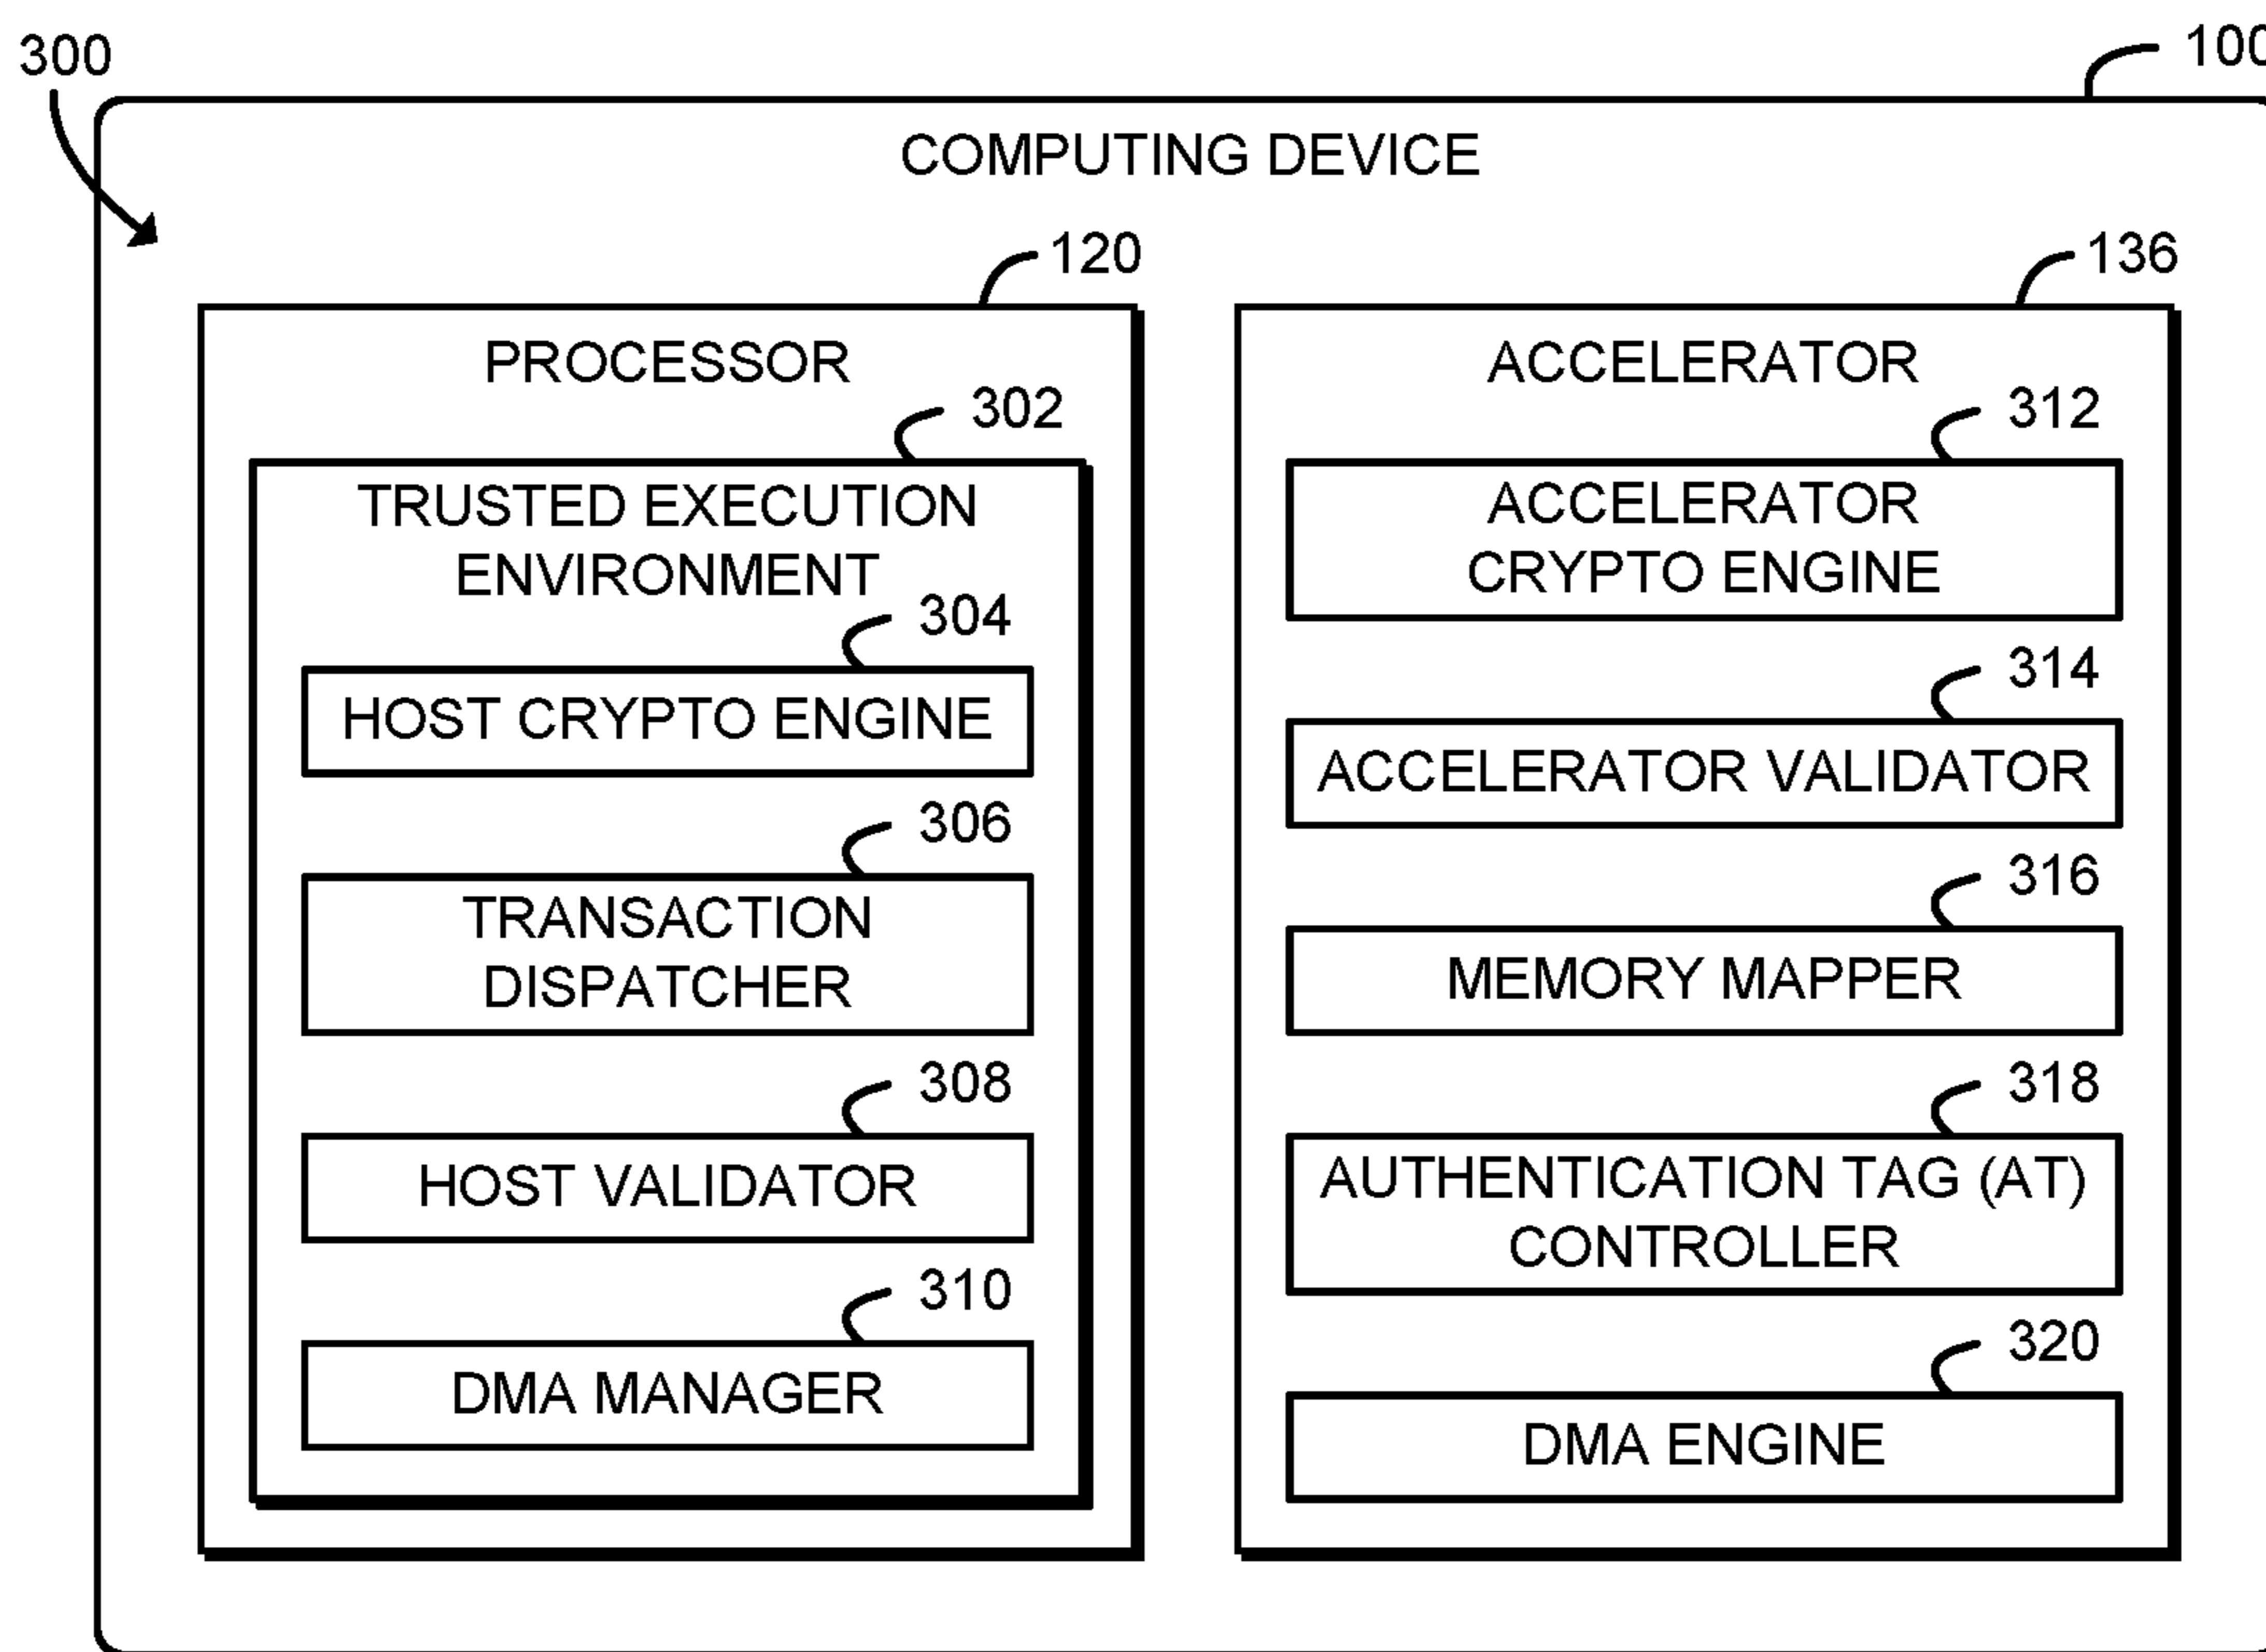 300
100
COMPUTING DEVICE
120
PROCESSOR
302
TRUSTED EXECUTION
ENVIRONMENT
304
HOST CRYPTO ENGINE
306
TRANSACTION
DISPATCHER
308
HOST VALIDATOR
310
DMA MANAGER
136
ACCELERATOR
312
ACCELERATOR
CRYPTO ENGINE
314
ACCELERATOR VALIDATOR
316
MEMORY MAPPER
318
AUTHENTICATION TAG (AT)
CONTROLLER
320
DMA ENGINE